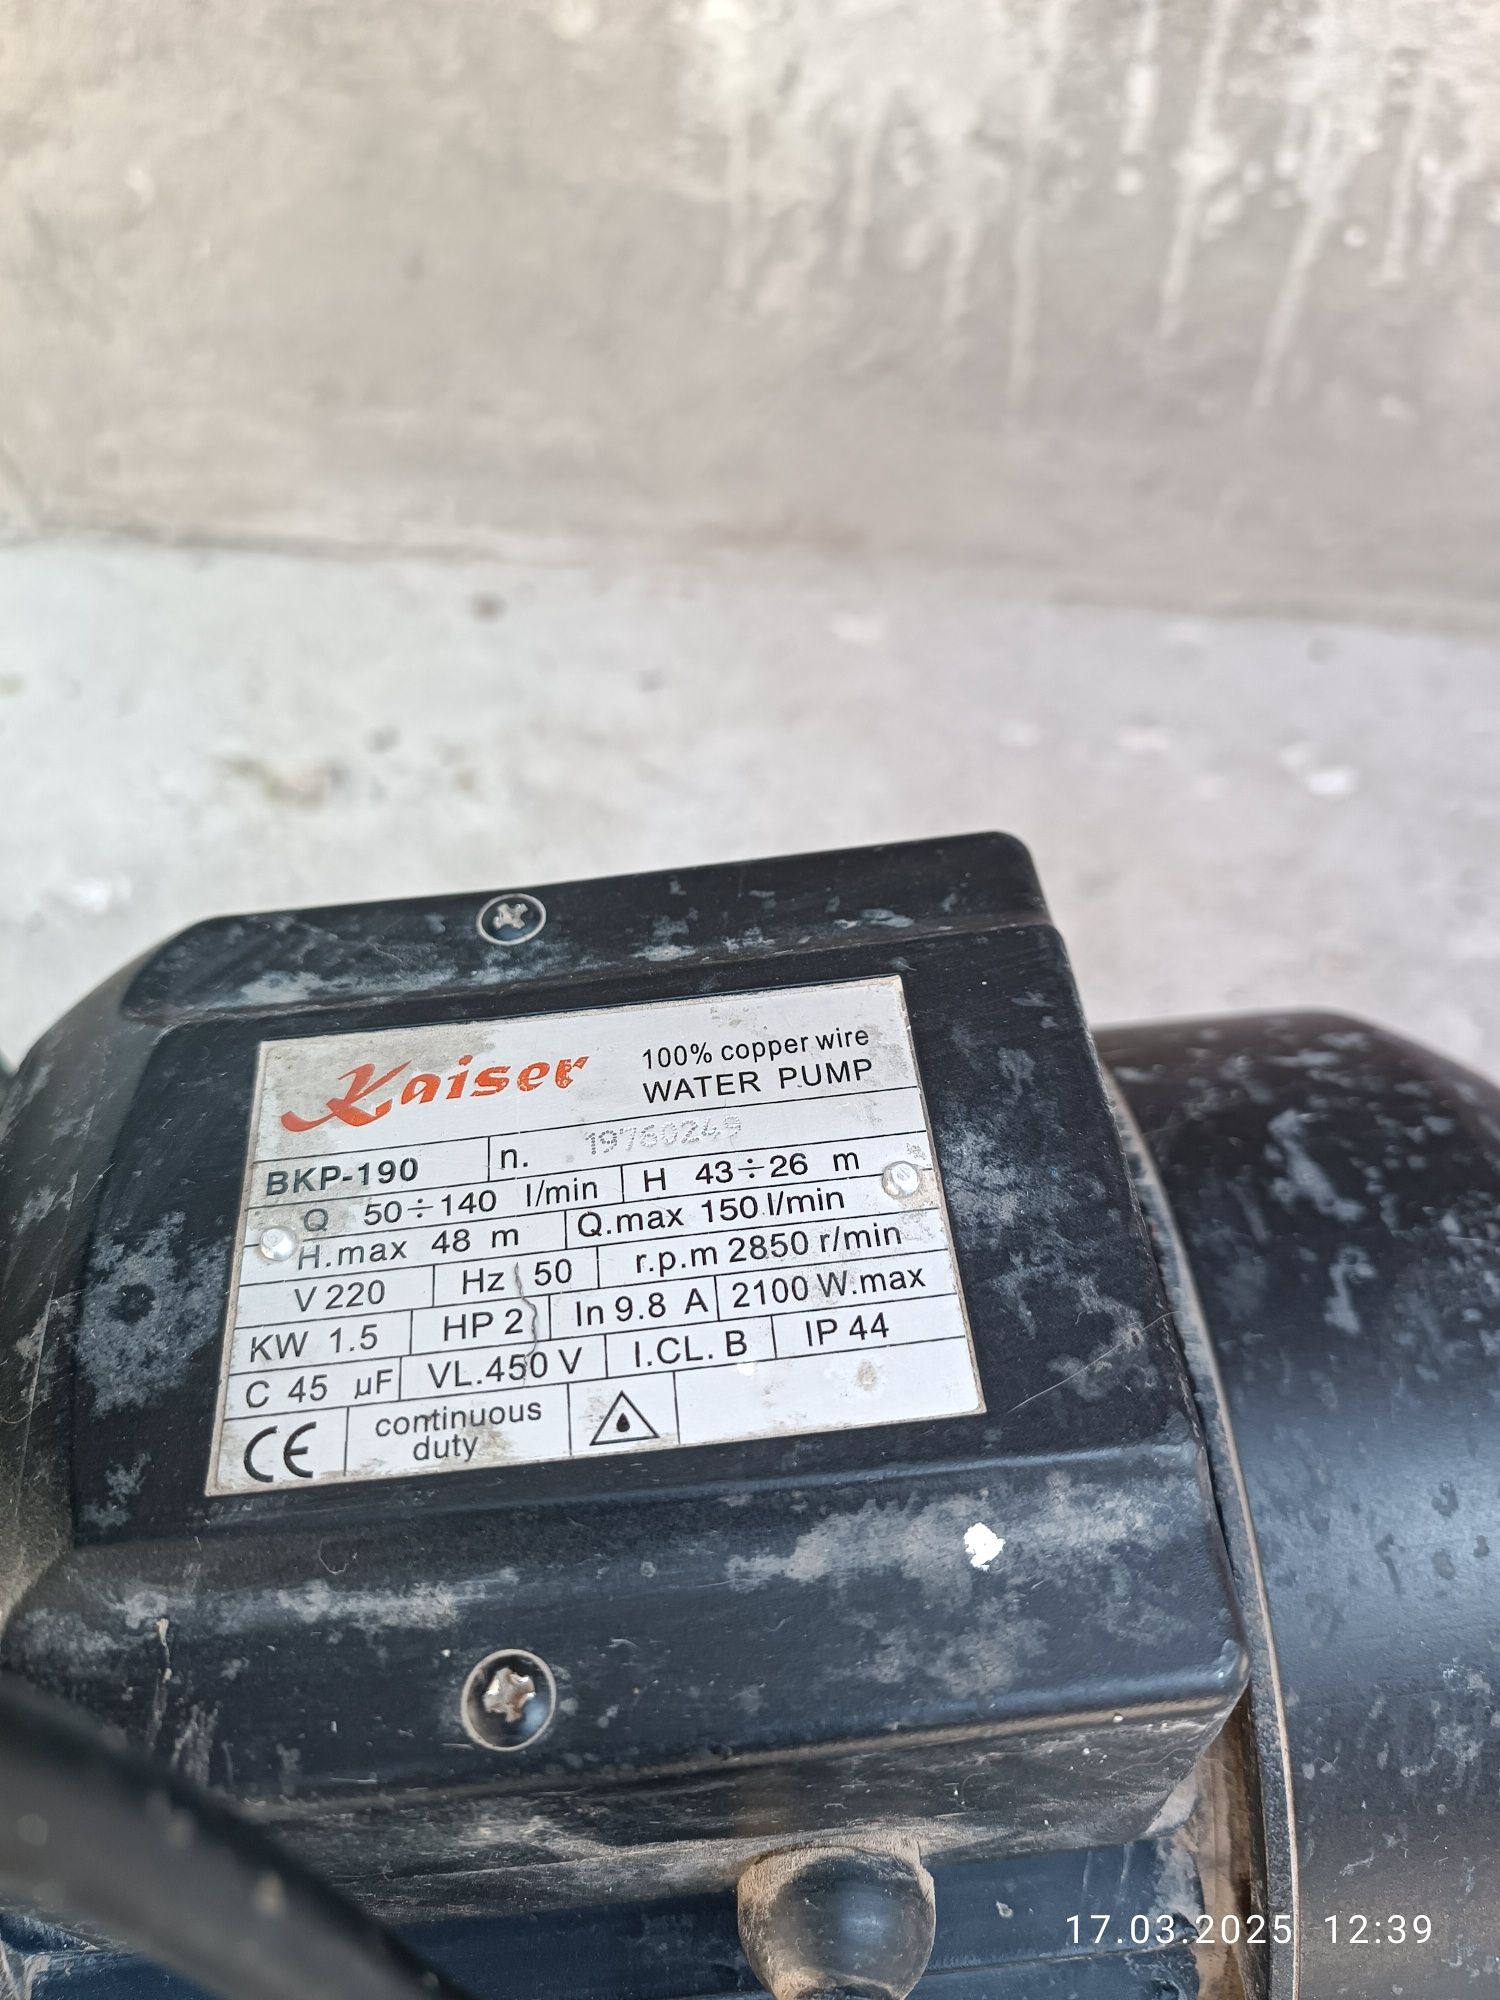 Kaiser
100% copper wire
WATER PUMP
BKP-190 n. 19760249
Q 50÷140 l/min H 43÷26 m
H.max 48 m Q.max 150 l/min
V 220 Hz 50 r.p.m 2850 r/min
KW 1.5 HP 2 In 9.8 A 2100 W.max
C 45 µF VL.450 V I.CL. B IP 44
CE continuous
duty
17.03.2025 12:39